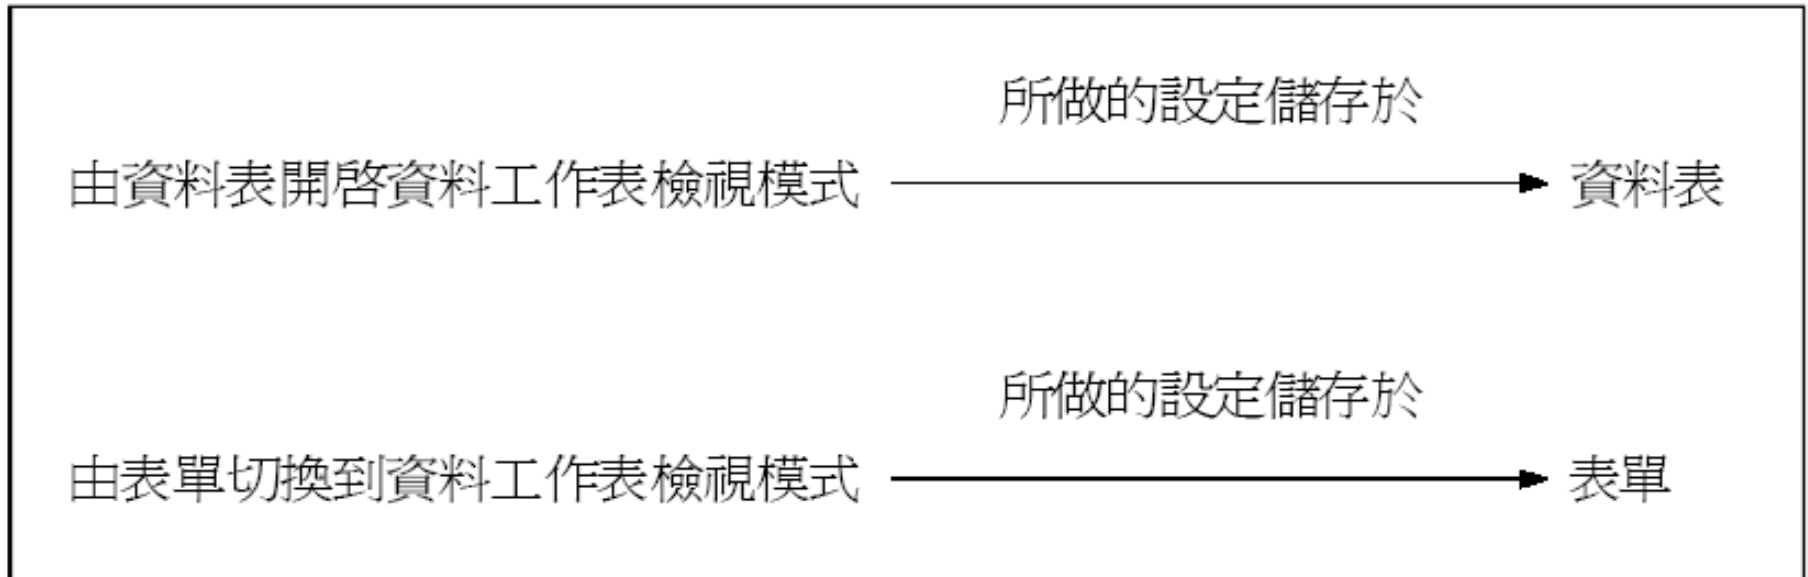 所做的設定儲存於
由資料表開啓資料工作表檢視模式 資料表
所做的設定儲存於
由表單切換到資料工作表檢視模式 表單